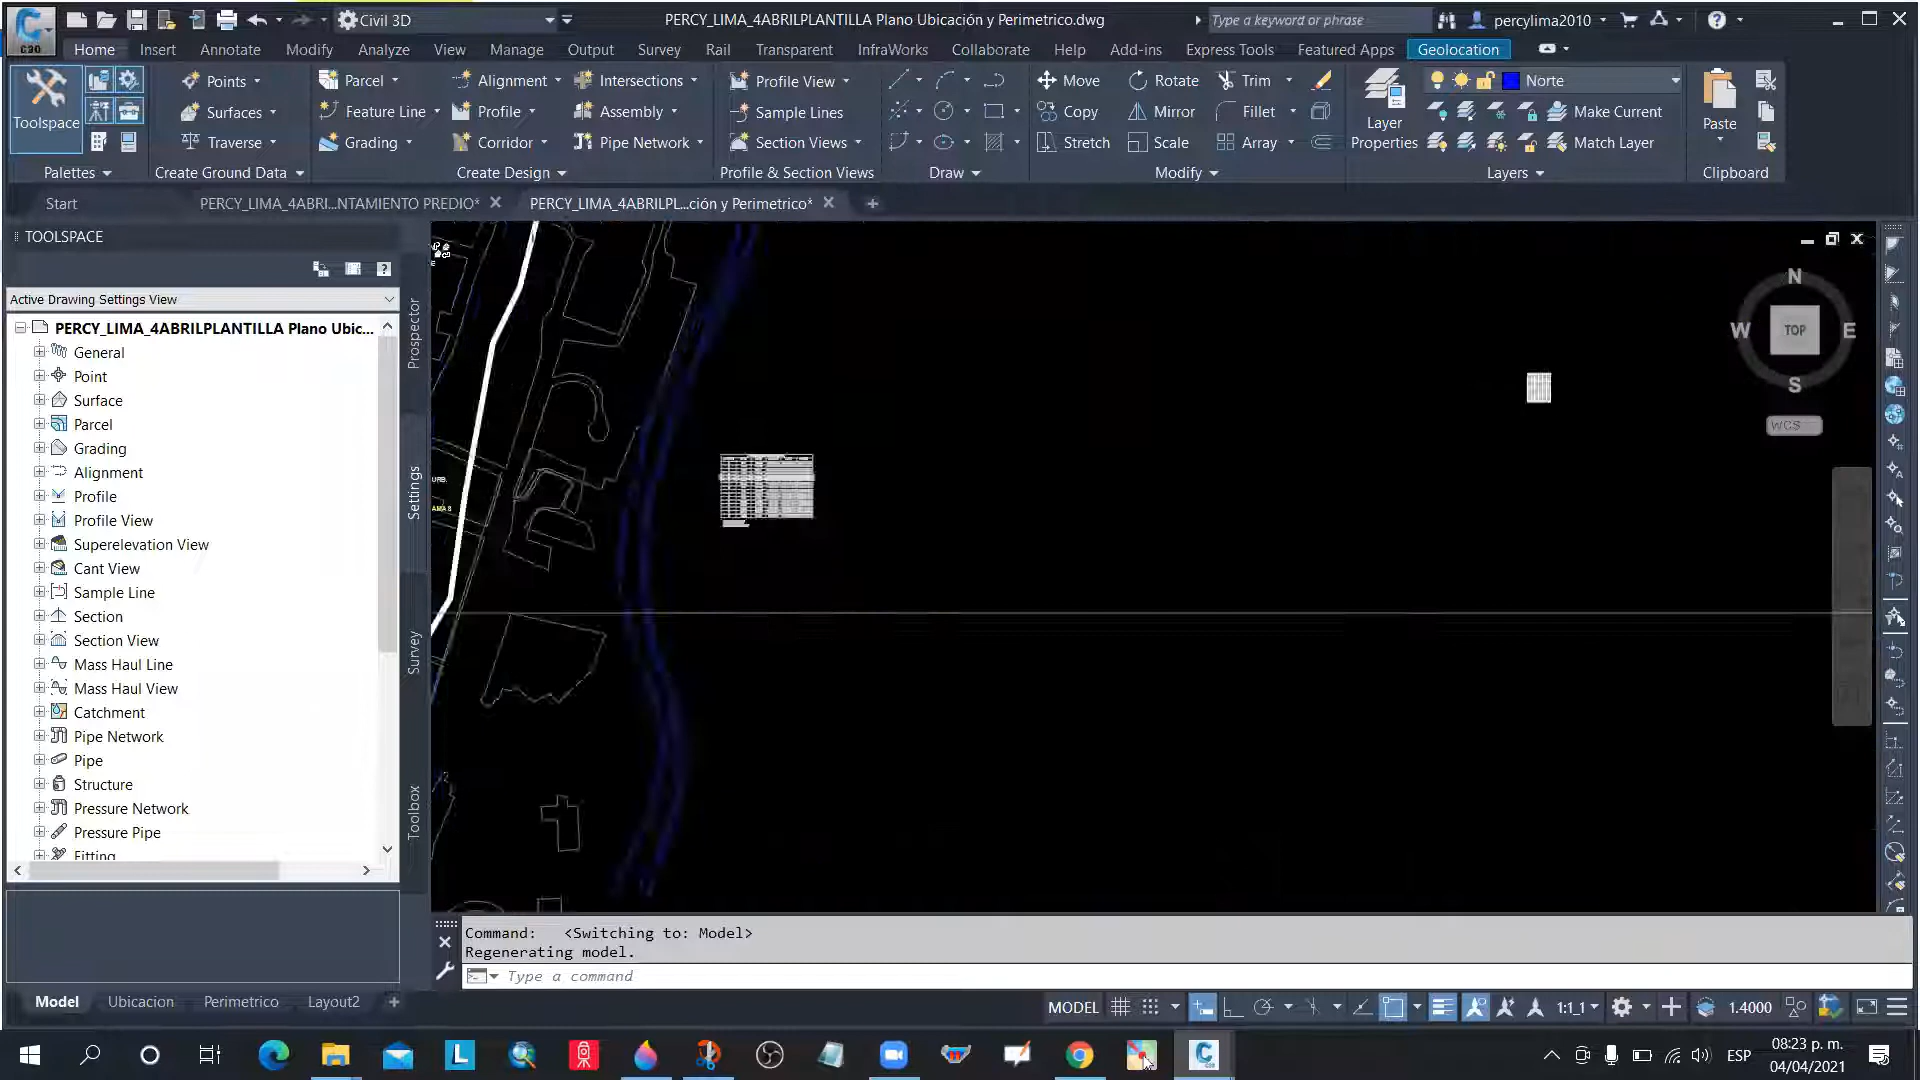 Civil 3D
PERCY_LIMA_4ABRILPLANTILLA Plano Ubicación y Perimetrico.dwg
Type a keyword or phrase
percylima2010
C3D
Home Insert Annotate Modify Analyze View Manage Output Survey Rail Transparent InfraWorks Collaborate Help Add-ins Express Tools Featured Apps Geolocation
Points Parcel Alignment Intersections Profile View Move Rotate Trim Norte
Toolspace Surfaces Feature Line Profile Assembly Sample Lines Copy Mirror Fillet Layer Properties Make Current Paste
Traverse Grading Corridor Pipe Network Section Views Stretch Scale Array Match Layer
Palettes Create Ground Data Create Design Profile & Section Views Draw Modify Layers Clipboard
Start PERCY_LIMA_4ABRI...NTAMIENTO PREDIO* PERCY_LIMA_4ABRILPL...ción y Perimetrico*
TOOLSPACE
Active Drawing Settings View
PERCY_LIMA_4ABRILPLANTILLA Plano Ubic...
General
Point
Surface
Parcel
Grading
Alignment
Profile
Profile View
Superelevation View
Cant View
Sample Line
Section
Section View
Mass Haul Line
Mass Haul View
Catchment
Pipe Network
Pipe
Structure
Pressure Network
Pressure Pipe
Fitting
Prospector
Settings
Survey
Toolbox
URB.
N
W TOP E
S
WCS
Command: <Switching to: Model>
Regenerating model.
Type a command
Model Ubicacion Perimetrico Layout2
MODEL 1:1_1 1.4000
ESP
08:23 p. m.
04/04/2021